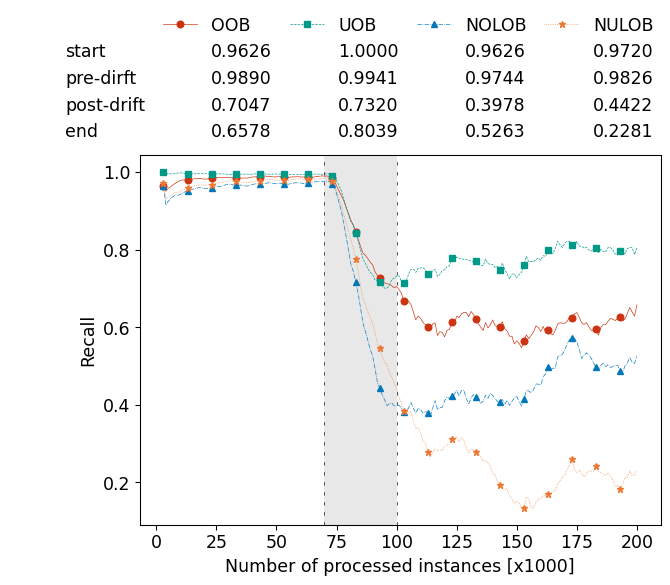 OOB UOB NOLOB NULOB
start 0.9626 1.0000 0.9626 0.9720
pre-dirft 0.9890 0.9941 0.9744 0.9826
post-drift 0.7047 0.7320 0.3978 0.4422
end 0.6578 0.8039 0.5263 0.2281
1.0
0.8
0.6
0.4
0.2
Recall
0 25 50 75 100 125 150 175 200
Number of processed instances [x1000]